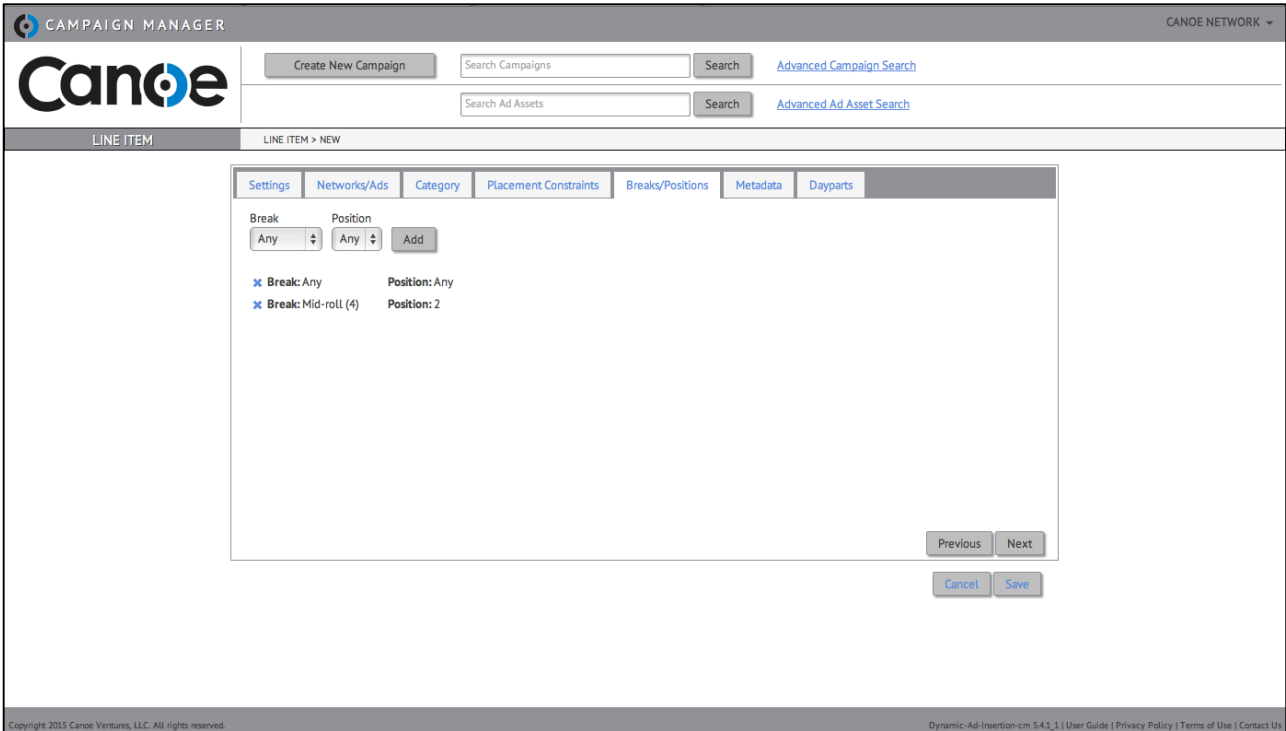 CAMPAIGN MANAGER
CANOE NETWORK
Canoe
Create New Campaign
Search Campaigns
Search
Advanced Campaign Search
Search Ad Assets
Search
Advanced Ad Asset Search
LINE ITEM
LINE ITEM > NEW
Settings
Networks/Ads
Category
Placement Constraints
Breaks/Positions
Metadata
Dayparts
Break
Position
Any
Any
Add
Break: Any Position: Any
Break: Mid-roll (4) Position: 2
Previous
Next
Cancel
Save
Copyright 2015 Canoe Ventures, LLC. All rights reserved.
Dynamic-Ad-Insertion-cm 5.4.1_1 | User Guide | Privacy Policy | Terms of Use | Contact Us